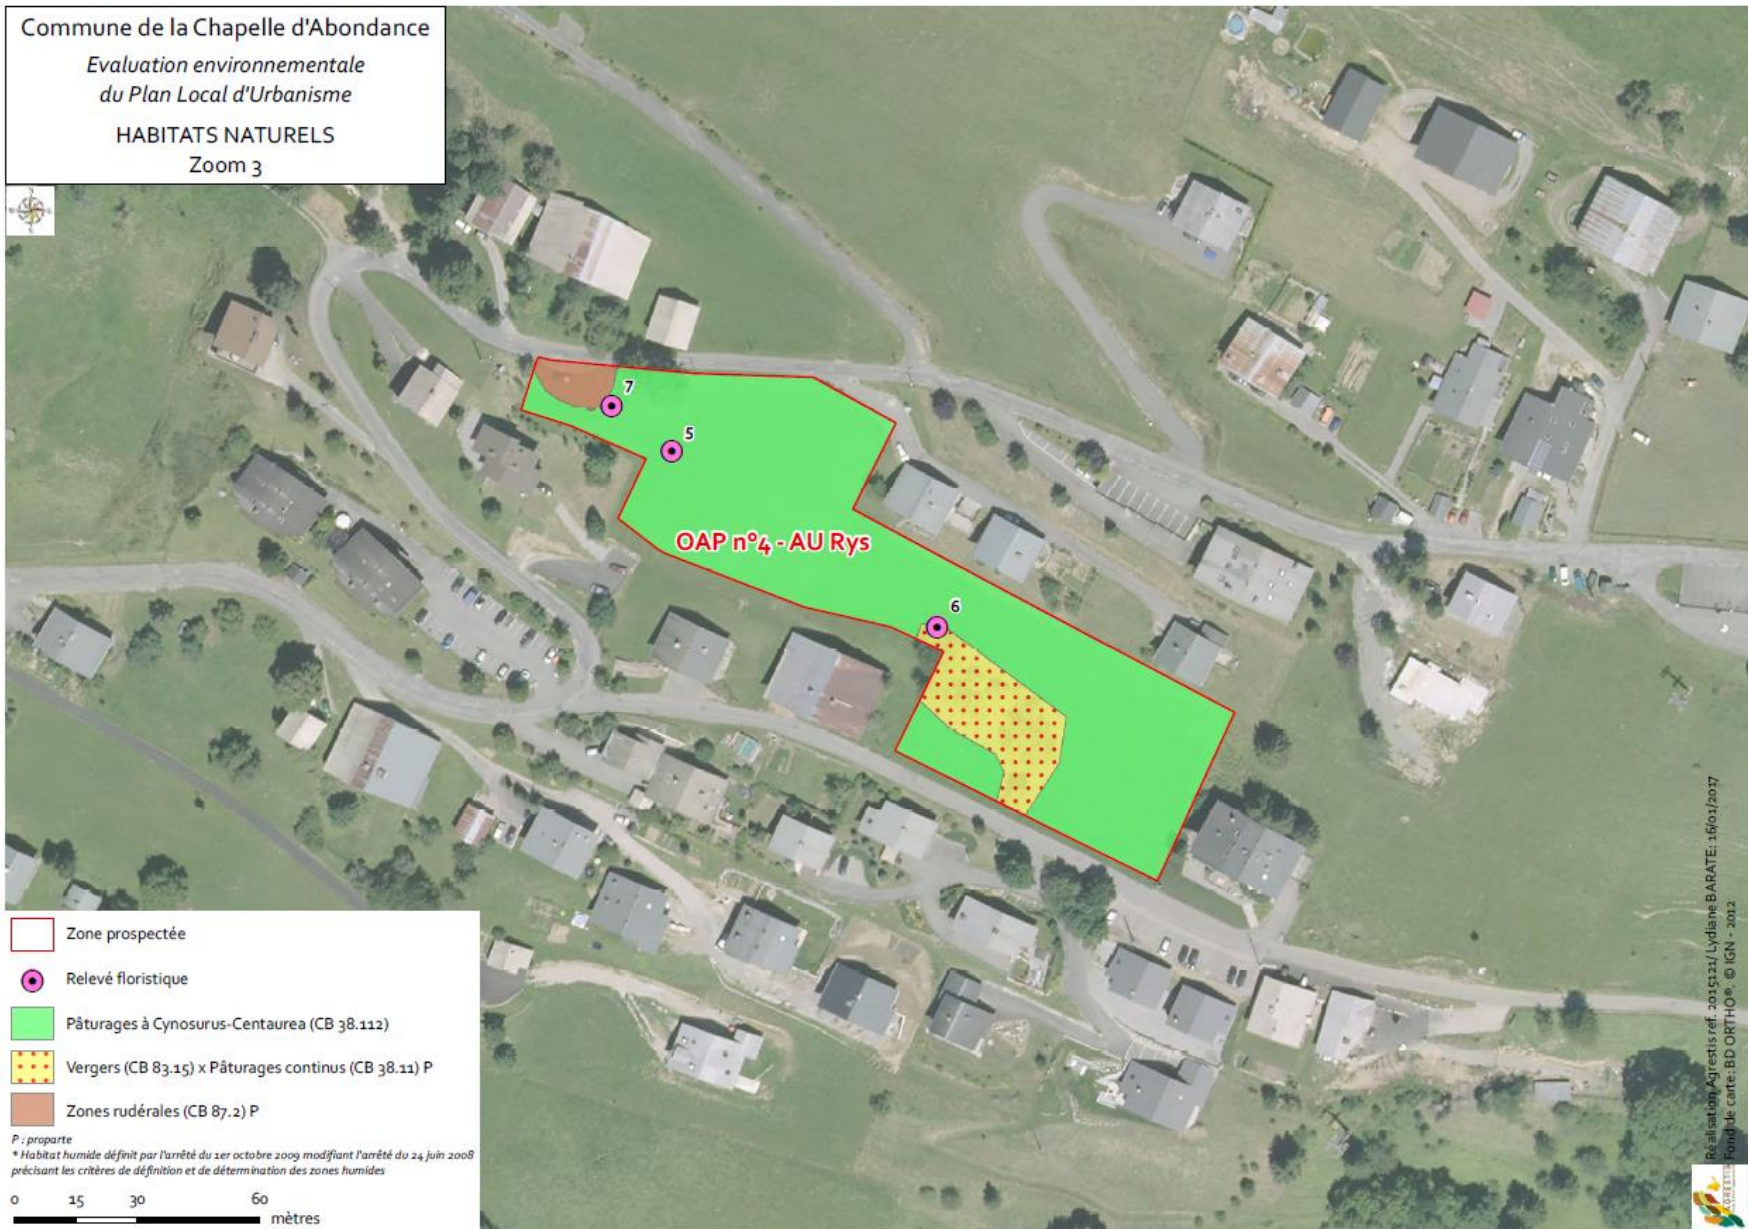 Commune de la Chapelle d'Abondance
Evaluation environnementale
du Plan Local d'Urbanisme
HABITATS NATURELS
Zoom 3
7
5
OAP n°4 - AU Rys
6
Zone prospectée
Relevé floristique
Pâturages à Cynosurus-Centaurea (CB 38.112)
Vergers (CB 83.15) x Pâturages continus (CB 38.11) P
Zones rudérales (CB 87.2) P
P : proparte
* Habitat humide définit par l'arrêté du 1er octobre 2009 modifiant l'arrêté du 24 juin 2008
précisant les critères de définition et de détermination des zones humides
0 15 30 60
mètres
Réalisation Agrestis ref. 2015121/ Lydiane BARATE: 16/01/2017
Fond de carte: BD ORTHO®, © IGN - 2012
AGRESTIS